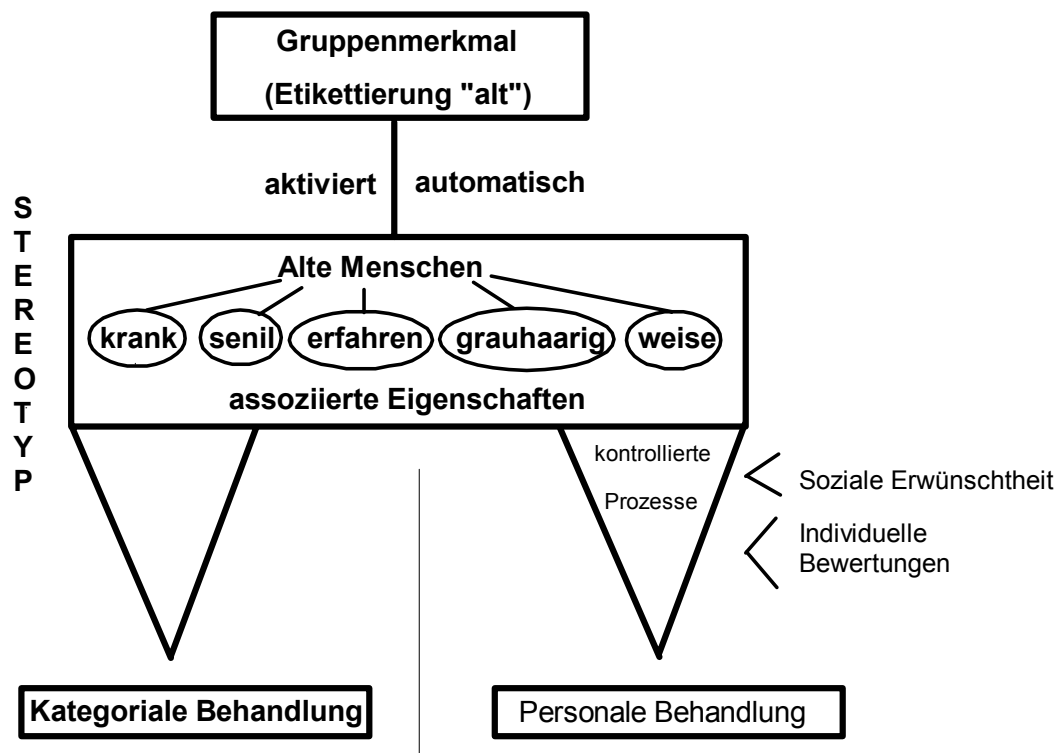 Gruppenmerkmal
(Etikettierung "alt")
aktiviert automatisch
STEREOTYP
Alte Menschen
krank senil erfahren grauhaarig weise
assoziierte Eigenschaften
kontrollierte
Prozesse
Soziale Erwünschtheit
Individuelle
Bewertungen
Kategoriale Behandlung
Personale Behandlung